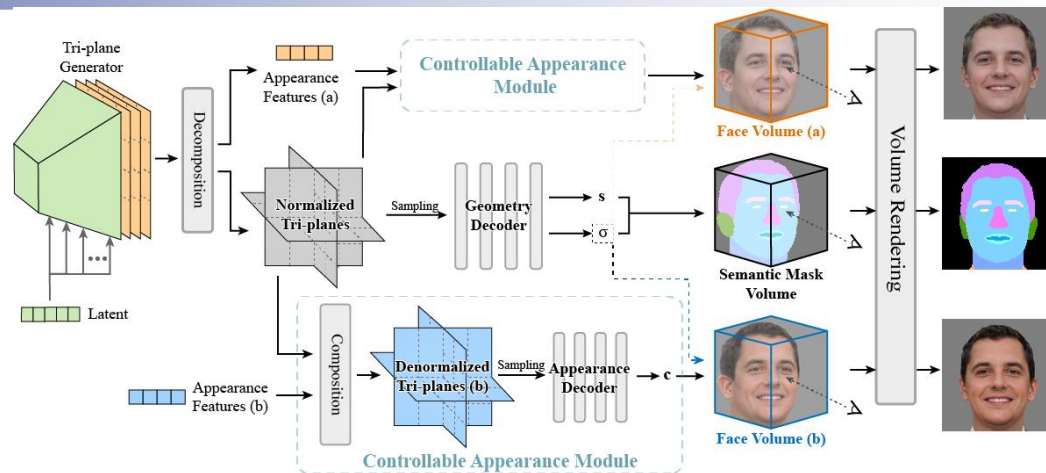 Tri-plane
Generator
Latent
Decomposition
Appearance
Features (a)
Controllable Appearance
Module
Face Volume (a)
Normalized
Tri-planes
Sampling
Geometry
Decoder
s
σ
Semantic Mask
Volume
Volume Rendering
Appearance
Features (b)
Composition
Denormalized
Tri-planes (b)
Sampling
Appearance
Decoder
c
Face Volume (b)
Controllable Appearance Module